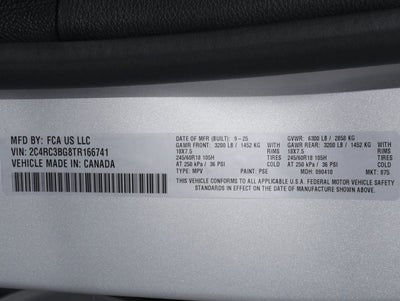 MFD BY: FCA US LLC
VIN: 2C4RC3BG8TR166741
VEHICLE MADE IN: CANADA
DATE OF MFR (BUILT): 9 - 25 GVWR: 6300 LB / 2858 KG
GAWR FRONT: 3200 LB / 1452 KG GAWR REAR: 3200 LB / 1452 KG
18X7.5 RIMS 18X7.5 RIMS
245/60R18 105H TIRES 245/60R18 105H TIRES
AT 250 kPa / 36 PSI COLD AT 250 kPa / 36 PSI COLD
TYPE: MPV PAINT: PSE MDH: 090418 MKT: 875
THIS VEHICLE CONFORMS TO ALL APPLICABLE U.S.A. FEDERAL MOTOR VEHICLE SAFETY
STANDARDS IN EFFECT ON THE DATE OF MANUFACTURE SHOWN ABOVE.